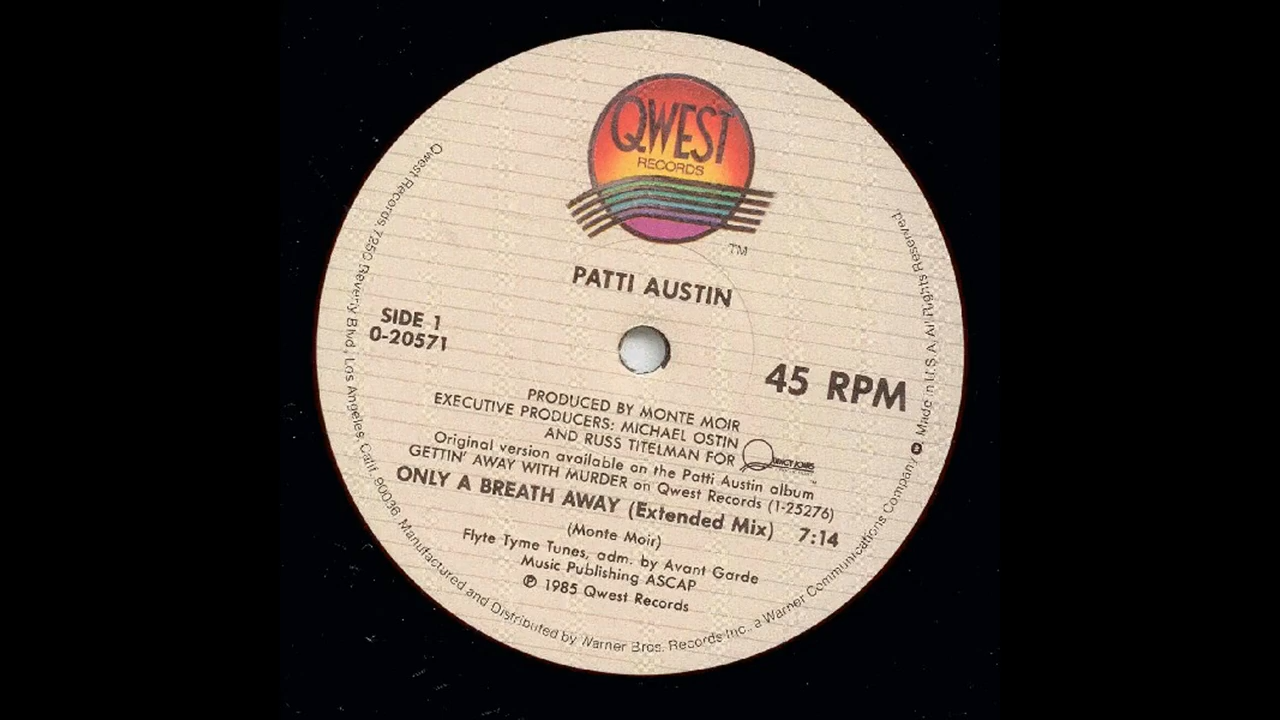 QWEST
RECORDS
TM
PATTI AUSTIN
SIDE 1
0-20571
45 RPM
PRODUCED BY MONTE MOIR
EXECUTIVE PRODUCERS: MICHAEL OSTIN
AND RUSS TITELMAN FOR QUINCY JONES
Original version available on the Patti Austin album
GETTIN' AWAY WITH MURDER on Qwest Records (1-25276)
ONLY A BREATH AWAY (Extended Mix) 7:14
(Monte Moir)
Flyte Tyme Tunes, adm. by Avant Garde
Music Publishing ASCAP
℗ 1985 Qwest Records
Qwest Records, 7250 Beverly Blvd., Los Angeles, Calif. 90036 Manufactured and Distributed by Warner Bros. Records Inc., a Warner Communications Company Made in U.S.A. All Rights Reserved.